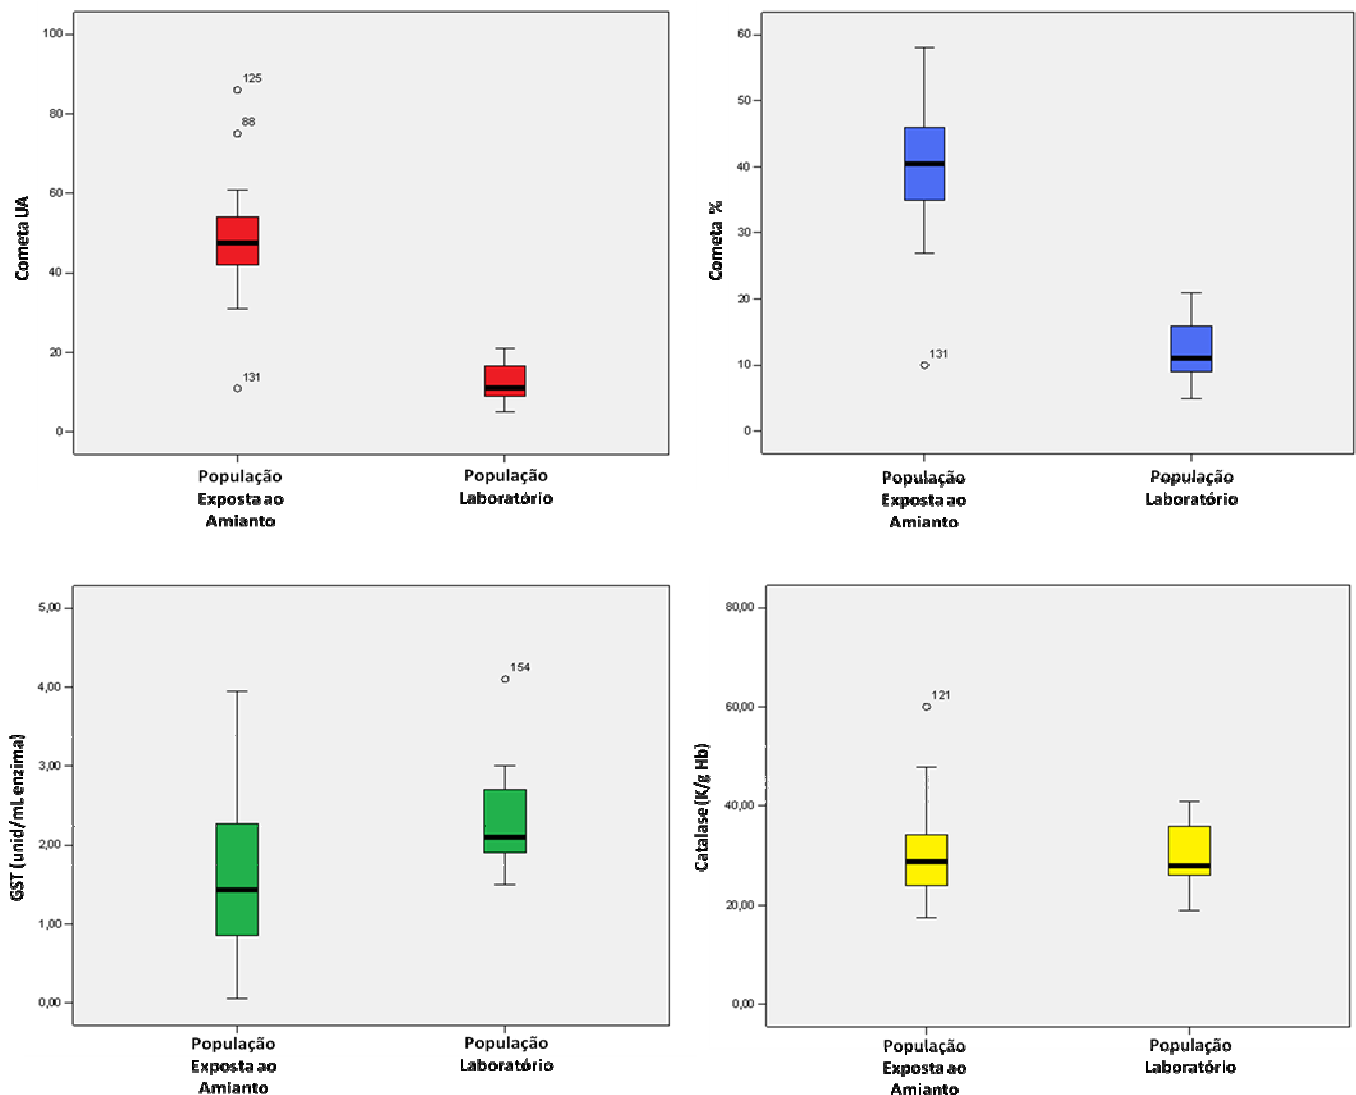 100
80
60
40
20
0
Cometa UA
125
88
131
População
Exposta ao
Amianto
População
Laboratório
60
50
40
30
20
10
0
Cometa %
131
População
Exposta ao
Amianto
População
Laboratório
5,00
4,00
3,00
2,00
1,00
0,00
GST (unid/mL enzima)
154
População
Exposta ao
Amianto
População
Laboratório
80,00
60,00
40,00
20,00
0,00
Catalase (K/g Hb)
121
População
Exposta ao
Amianto
População
Laboratório